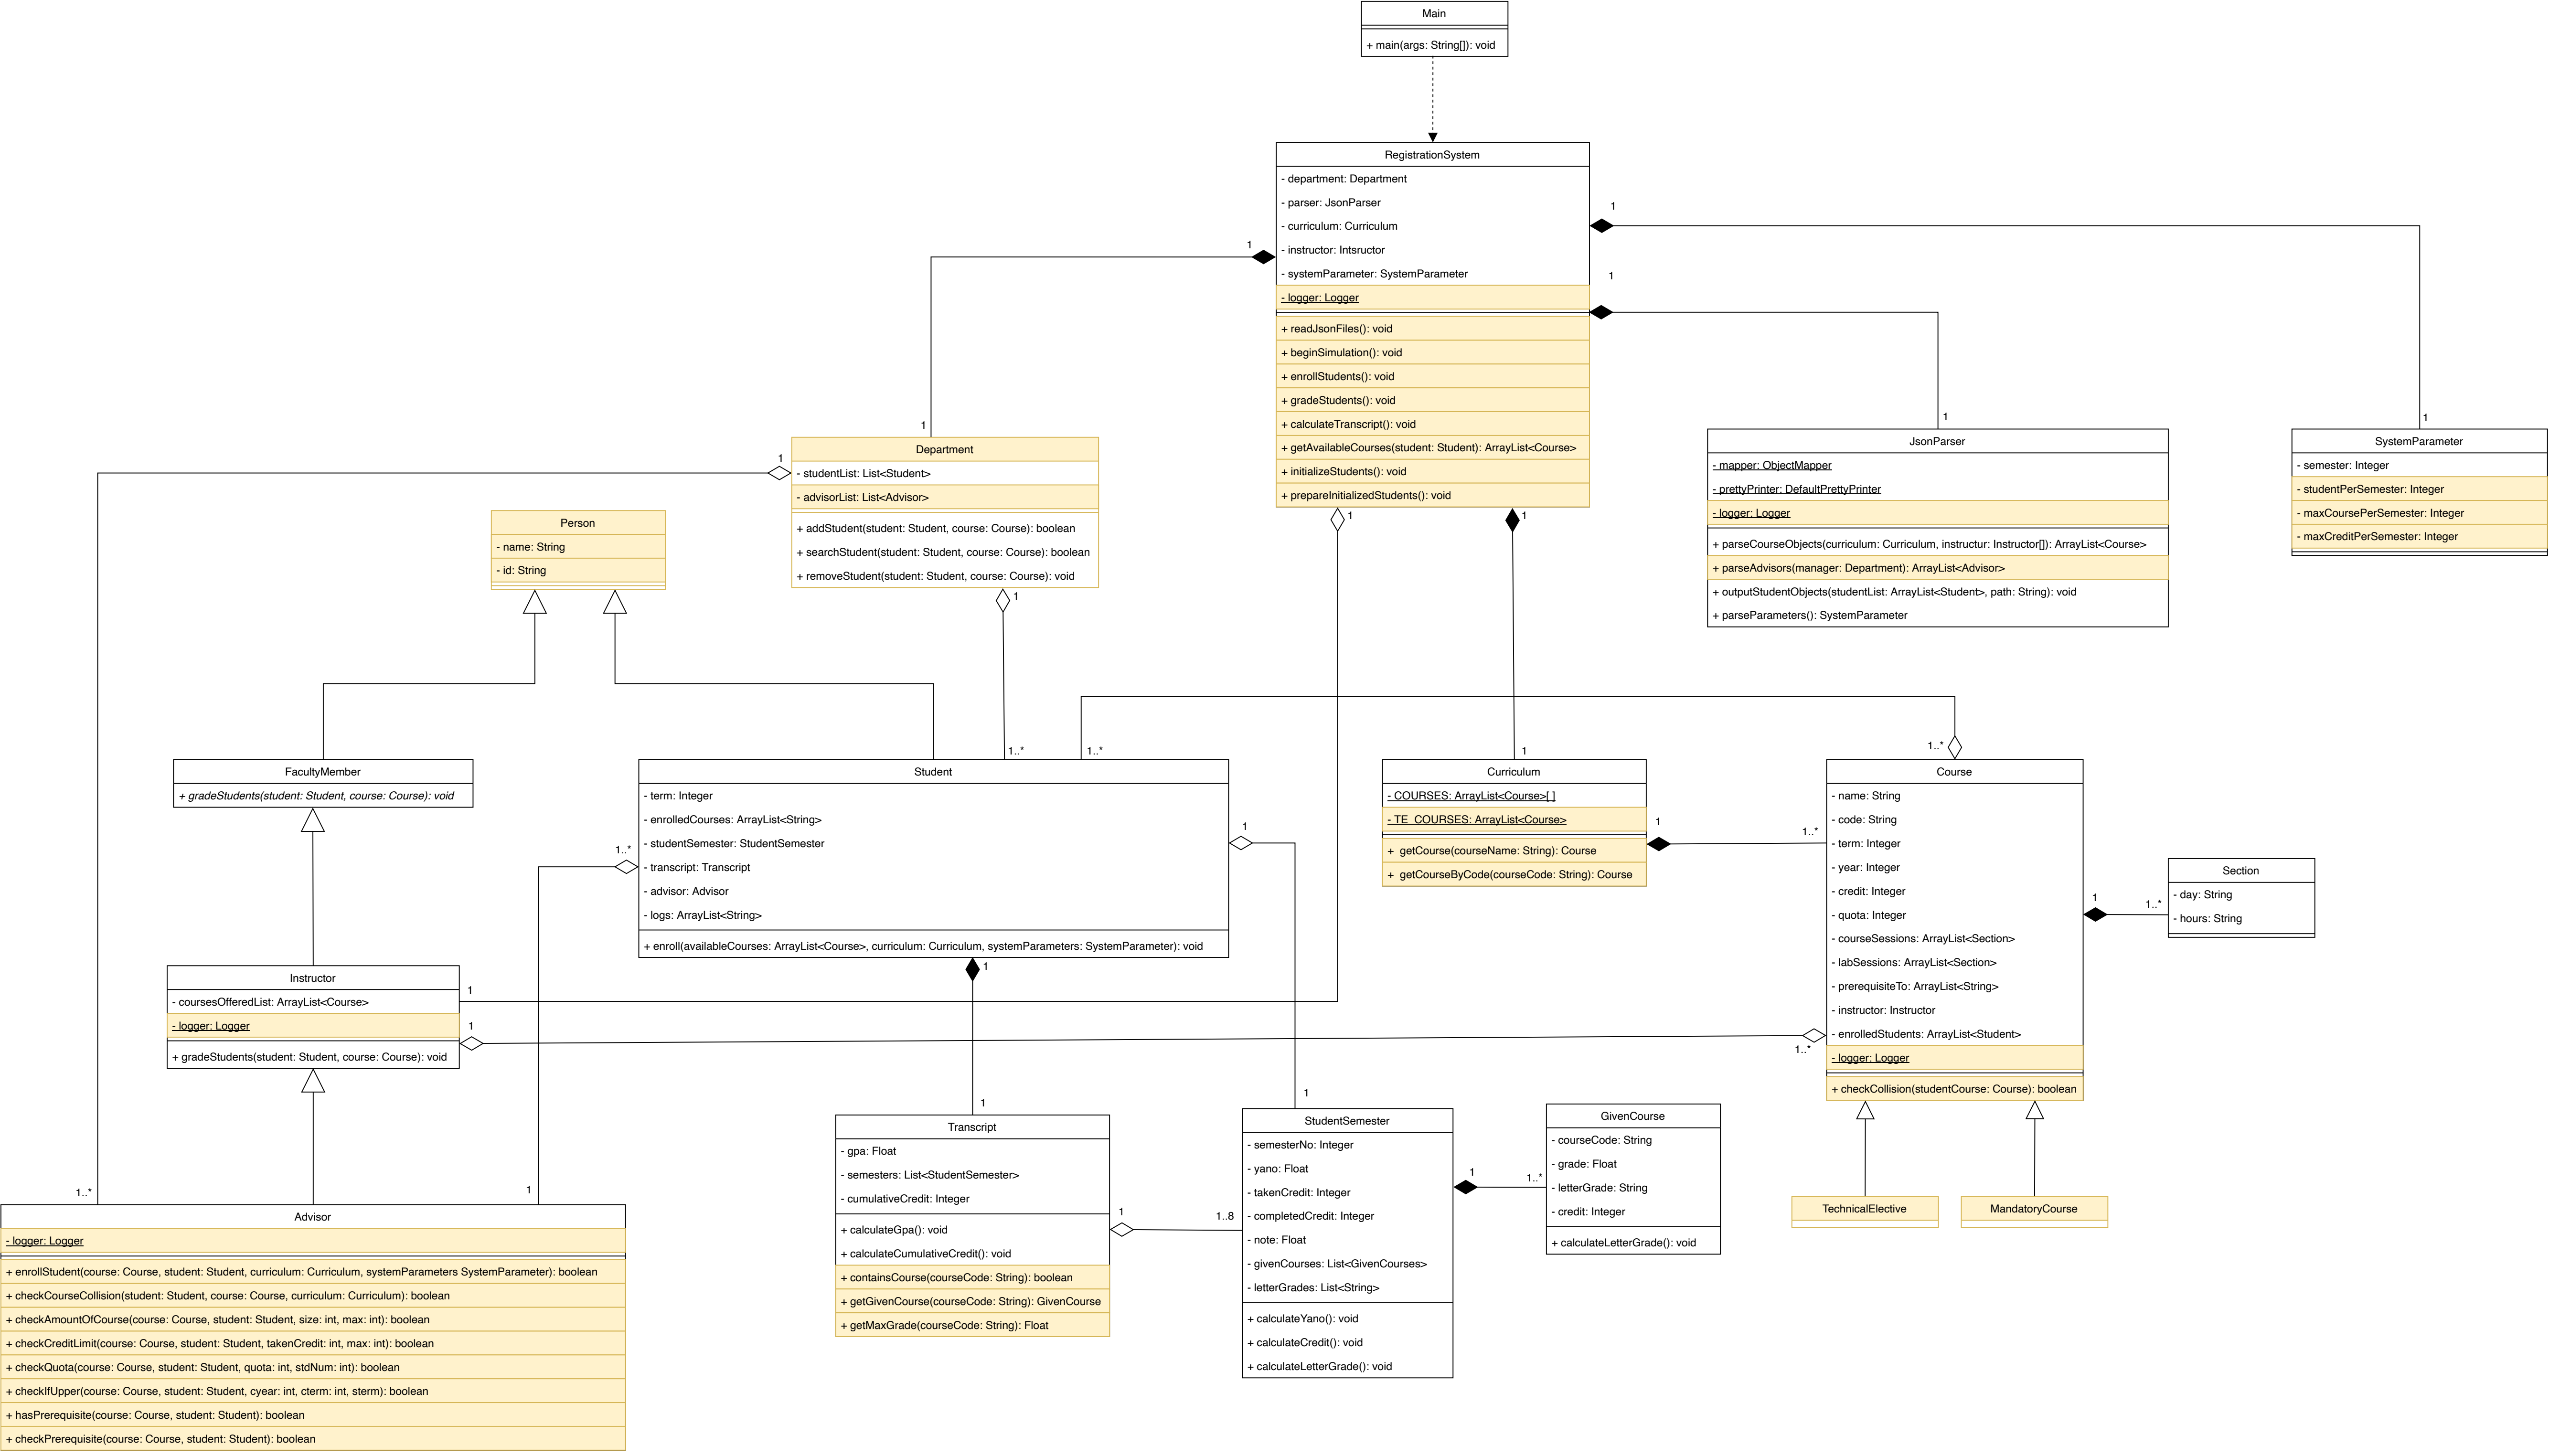 Main
+ main(args: String[]): void
RegistrationSystem
- department: Department
- parser: JsonParser
- curriculum: Curriculum
- instructor: Intsructor
- systemParameter: SystemParameter
- logger: Logger
+ readJsonFiles(): void
+ beginSimulation(): void
+ enrollStudents(): void
+ gradeStudents(): void
+ calculateTranscript(): void
+ getAvailableCourses(student: Student): ArrayList<Course>
+ initializeStudents(): void
+ prepareInitializedStudents(): void
1
1
1
1
1
1
1
1
Department
- studentList: List<Student>
- advisorList: List<Advisor>
+ addStudent(student: Student, course: Course): boolean
+ searchStudent(student: Student, course: Course): boolean
+ removeStudent(student: Student, course: Course): void
1
1
JsonParser
- mapper: ObjectMapper
- prettyPrinter: DefaultPrettyPrinter
- logger: Logger
+ parseCourseObjects(curriculum: Curriculum, instructur: Instructor[]): ArrayList<Course>
+ parseAdvisors(manager: Department): ArrayList<Advisor>
+ outputStudentObjects(studentList: ArrayList<Student>, path: String): void
+ parseParameters(): SystemParameter
SystemParameter
- semester: Integer
- studentPerSemester: Integer
- maxCoursePerSemester: Integer
- maxCreditPerSemester: Integer
Person
- name: String
- id: String
FacultyMember
+ gradeStudents(student: Student, course: Course): void
1..*
1..*
1
1..*
Student
- term: Integer
- enrolledCourses: ArrayList<String>
- studentSemester: StudentSemester
- transcript: Transcript
- advisor: Advisor
- logs: ArrayList<String>
+ enroll(availableCourses: ArrayList<Course>, curriculum: Curriculum, systemParameters: SystemParameter): void
1..*
1
1
Curriculum
- COURSES: ArrayList<Course>[ ]
- TE_COURSES: ArrayList<Course>
+  getCourse(courseName: String): Course
+  getCourseByCode(courseCode: String): Course
1
1..*
Course
- name: String
- code: String
- term: Integer
- year: Integer
- credit: Integer
- quota: Integer
- courseSessions: ArrayList<Section>
- labSessions: ArrayList<Section>
- prerequisiteTo: ArrayList<String>
- instructor: Instructor
- enrolledStudents: ArrayList<Student>
- logger: Logger
+ checkCollision(studentCourse: Course): boolean
1
1..*
Section
- day: String
- hours: String
Instructor
- coursesOfferedList: ArrayList<Course>
- logger: Logger
+ gradeStudents(student: Student, course: Course): void
1
1
1..*
TechnicalElective
MandatoryCourse
1
Transcript
- gpa: Float
- semesters: List<StudentSemester>
- cumulativeCredit: Integer
+ calculateGpa(): void
+ calculateCumulativeCredit(): void
+ containsCourse(courseCode: String): boolean
+ getGivenCourse(courseCode: String): GivenCourse
+ getMaxGrade(courseCode: String): Float
1
1..8
1
StudentSemester
- semesterNo: Integer
- yano: Float
- takenCredit: Integer
- completedCredit: Integer
- note: Float
- givenCourses: List<GivenCourses>
- letterGrades: List<String>
+ calculateYano(): void
+ calculateCredit(): void
+ calculateLetterGrade(): void
1
1..*
GivenCourse
- courseCode: String
- grade: Float
- letterGrade: String
- credit: Integer
+ calculateLetterGrade(): void
1..*
1
Advisor
- logger: Logger
+ enrollStudent(course: Course, student: Student, curriculum: Curriculum, systemParameters SystemParameter): boolean
+ checkCourseCollision(student: Student, course: Course, curriculum: Curriculum): boolean
+ checkAmountOfCourse(course: Course, student: Student, size: int, max: int): boolean
+ checkCreditLimit(course: Course, student: Student, takenCredit: int, max: int): boolean
+ checkQuota(course: Course, student: Student, quota: int, stdNum: int): boolean
+ checkIfUpper(course: Course, student: Student, cyear: int, cterm: int, sterm): boolean
+ hasPrerequisite(course: Course, student: Student): boolean
+ checkPrerequisite(course: Course, student: Student): boolean